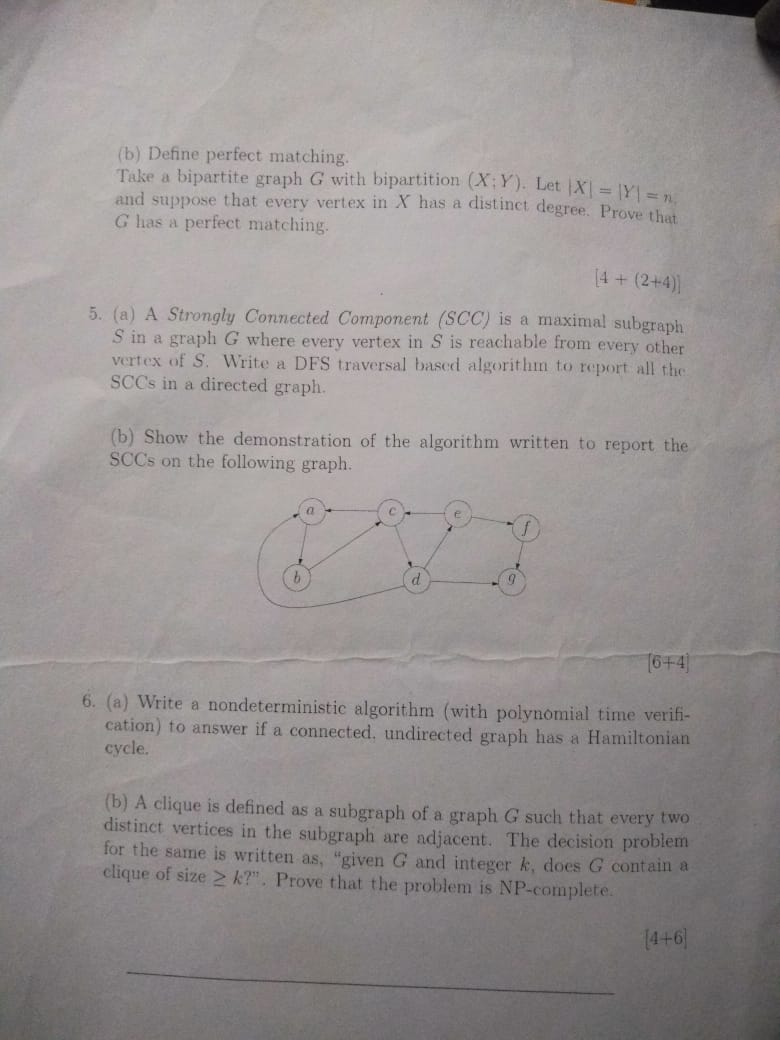 (b) Define perfect matching.
Take a bipartite graph G with bipartition (X; Y). Let |X| = |Y| = n,
and suppose that every vertex in X has a distinct degree. Prove that
G has a perfect matching.
[4 + (2+4)]
5. (a) A Strongly Connected Component (SCC) is a maximal subgraph
S in a graph G where every vertex in S is reachable from every other
vertex of S. Write a DFS traversal based algorithm to report all the
SCCs in a directed graph.
(b) Show the demonstration of the algorithm written to report the
SCCs on the following graph.
a c e f
b d g
[6+4]
6. (a) Write a nondeterministic algorithm (with polynomial time verifi-
cation) to answer if a connected, undirected graph has a Hamiltonian
cycle.
(b) A clique is defined as a subgraph of a graph G such that every two
distinct vertices in the subgraph are adjacent. The decision problem
for the same is written as, "given G and integer k, does G contain a
clique of size ≥ k?". Prove that the problem is NP-complete.
[4+6]